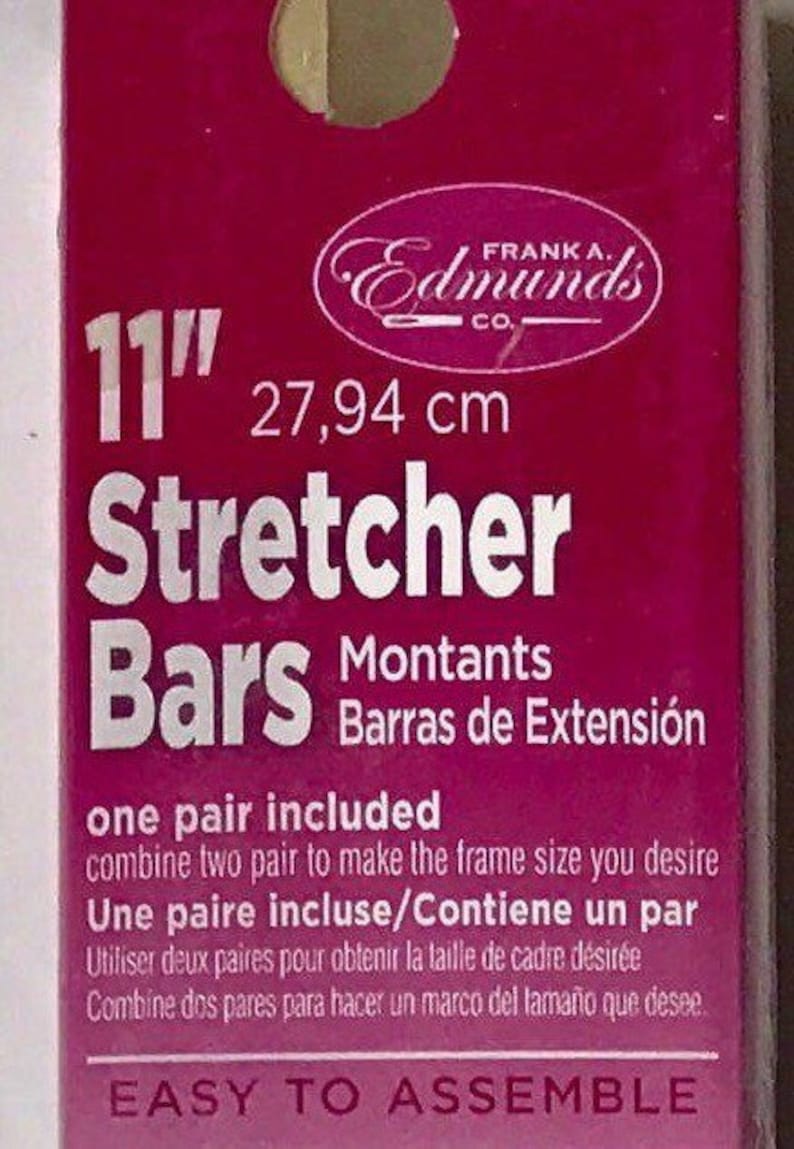 FRANK A.
Edmunds
CO.
11"
27,94 cm
Stretcher
Bars
Montants
Barras de Extensión
one pair included
combine two pair to make the frame size you desire
Une paire incluse/Contiene un par
Utiliser deux paires pour obtenir la taille de cadre désirée
Combine dos pares para hacer un marco del tamaño que desee.
EASY TO ASSEMBLE